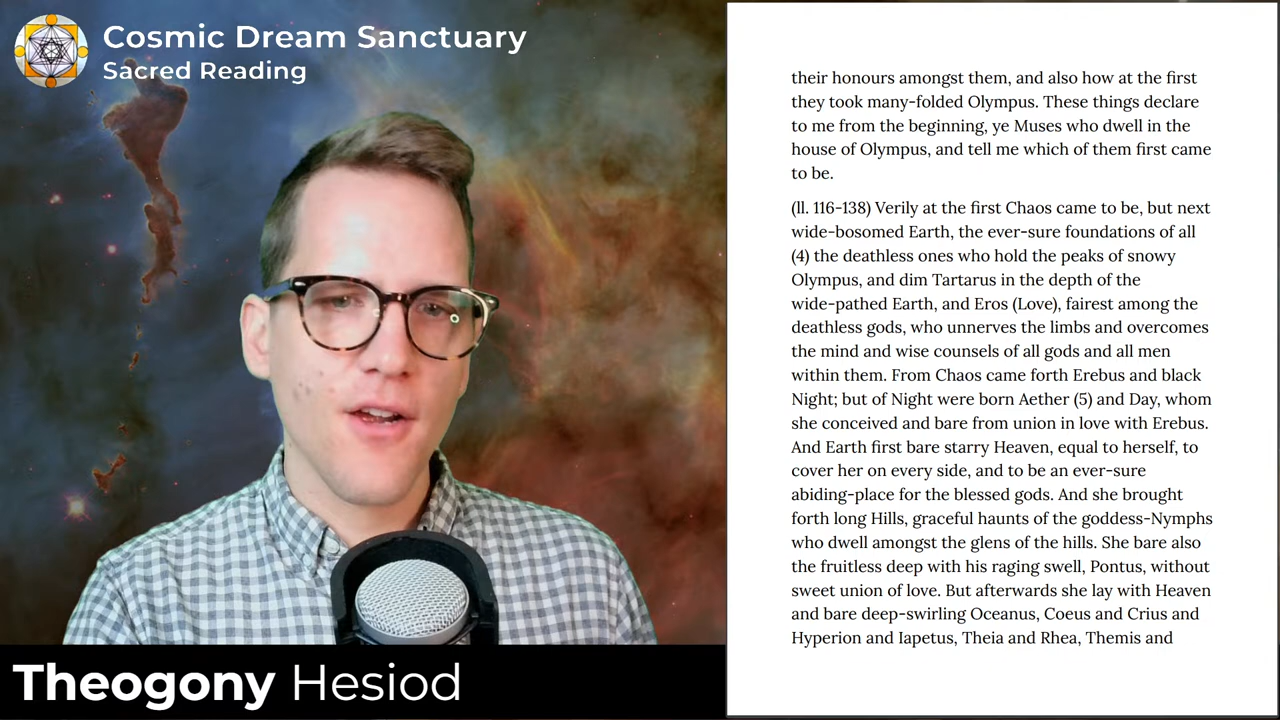 Cosmic Dream Sanctuary
Sacred Reading
their honours amongst them, and also how at the first
they took many-folded Olympus. These things declare
to me from the beginning, ye Muses who dwell in the
house of Olympus, and tell me which of them first came
to be.
(ll. 116-138) Verily at the first Chaos came to be, but next
wide-bosomed Earth, the ever-sure foundations of all
(4) the deathless ones who hold the peaks of snowy
Olympus, and dim Tartarus in the depth of the
wide-pathed Earth, and Eros (Love), fairest among the
deathless gods, who unnerves the limbs and overcomes
the mind and wise counsels of all gods and all men
within them. From Chaos came forth Erebus and black
Night; but of Night were born Aether (5) and Day, whom
she conceived and bare from union in love with Erebus.
And Earth first bare starry Heaven, equal to herself, to
cover her on every side, and to be an ever-sure
abiding-place for the blessed gods. And she brought
forth long Hills, graceful haunts of the goddess-Nymphs
who dwell amongst the glens of the hills. She bare also
the fruitless deep with his raging swell, Pontus, without
sweet union of love. But afterwards she lay with Heaven
and bare deep-swirling Oceanus, Coeus and Crius and
Hyperion and Iapetus, Theia and Rhea, Themis and
Theogony Hesiod